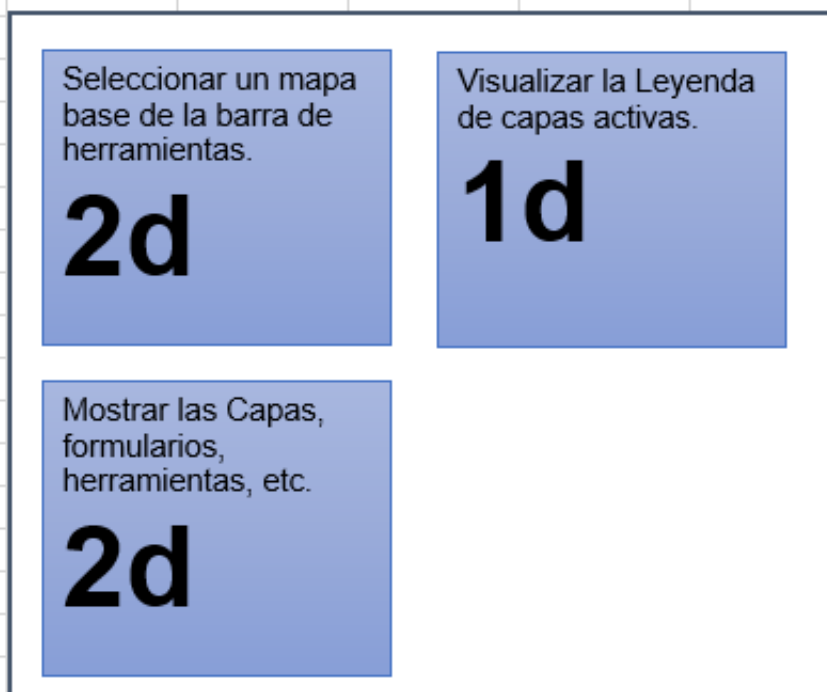 Seleccionar un mapa
base de la barra de
herramientas.
2d
Visualizar la Leyenda
de capas activas.
1d
Mostrar las Capas,
formularios,
herramientas, etc.
2d